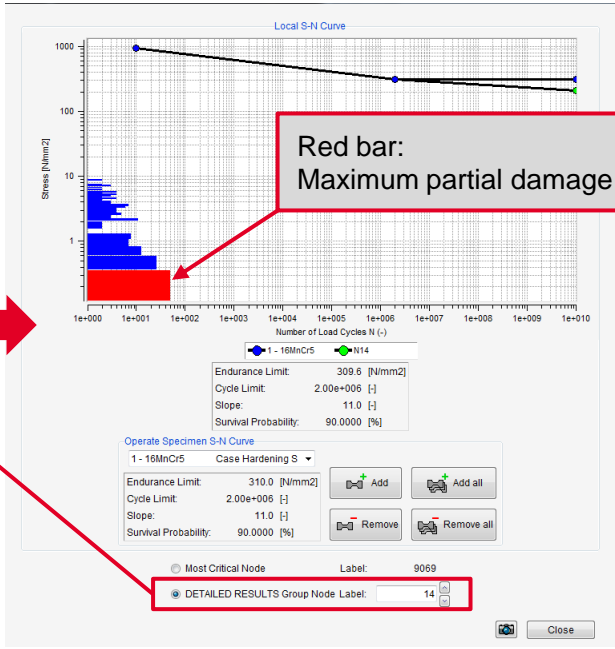 Local S-N Curve
1000
100
10
1
Stress [N/mm2]
Red bar:
Maximum partial damage
1e+000 1e+001 1e+002 1e+003 1e+004 1e+005 1e+006 1e+007 1e+008 1e+009 1e+010
Number of Load Cycles N (-)
1 - 16MnCr5 N14
Endurance Limit: 309.6 [N/mm2]
Cycle Limit: 2.00e+006 [-]
Slope: 11.0 [-]
Survival Probability: 90.0000 [%]
Operate Specimen S-N Curve
1 - 16MnCr5 Case Hardening S
Endurance Limit: 310.0 [N/mm2]
Cycle Limit: 2.00e+006 [-]
Slope: 11.0 [-]
Survival Probability: 90.0000 [%]
Add Add all
Remove Remove all
Most Critical Node Label: 9069
DETAILED RESULTS Group Node Label: 14
Close